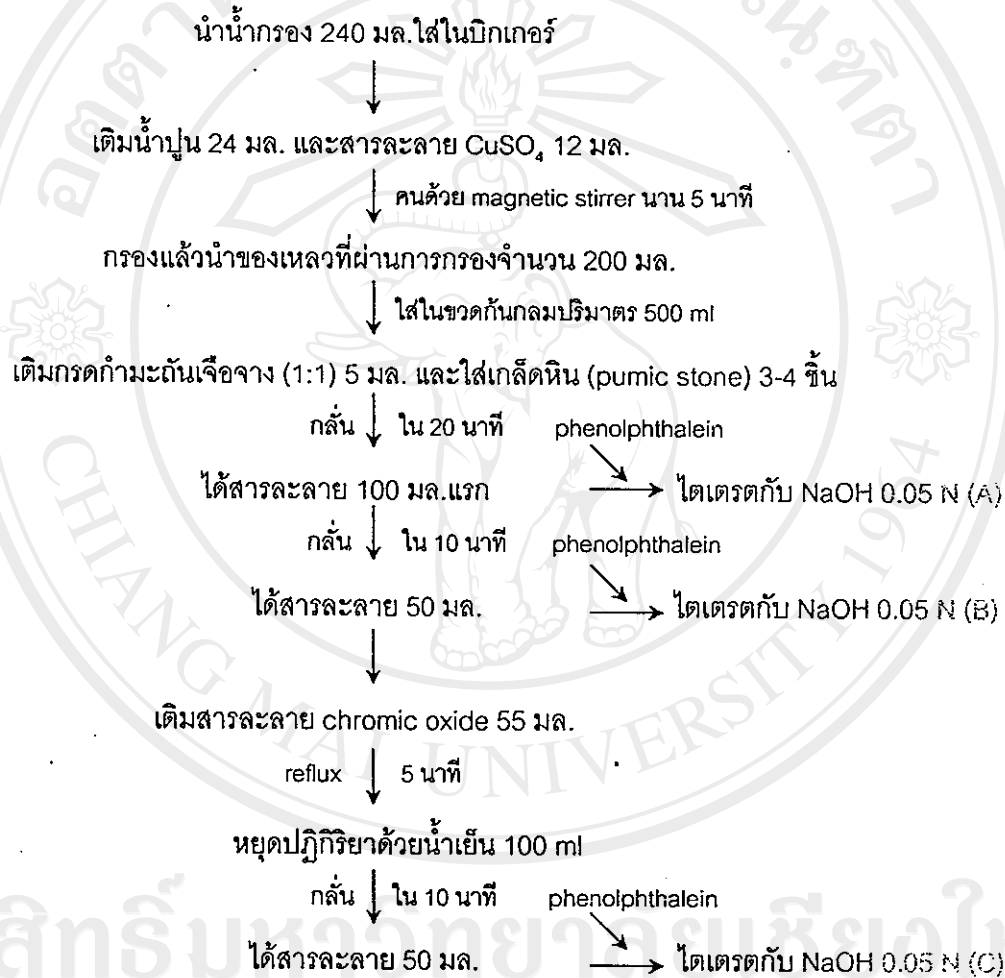 นำน้ำกรอง 240 มล.ใส่ในบิกเกอร์
เติมน้ำปูน 24 มล. และสารละลาย CuSO₄ 12 มล.
คนด้วย magnetic stirrer นาน 5 นาที
กรองแล้วนำของเหลวที่ผ่านการกรองจำนวน 200 มล.
ใส่ในขวดก้นกลมปริมาตร 500 ml
เติมกรดกำมะถันเจือจาง (1:1) 5 มล. และใส่เกล็ดหิน (pumic stone) 3-4 ชิ้น
กลั่น ใน 20 นาที phenolphthalein
ได้สารละลาย 100 มล.แรก ไตเตรตกับ NaOH 0.05 N (A)
กลั่น ใน 10 นาที phenolphthalein
ได้สารละลาย 50 มล. ไตเตรตกับ NaOH 0.05 N (B)
เติมสารละลาย chromic oxide 55 มล.
reflux 5 นาที
หยุดปฏิกิริยาด้วยน้ำเย็น 100 ml
กลั่น ใน 10 นาที phenolphthalein
ได้สารละลาย 50 มล. ไตเตรตกับ NaOH 0.05 N (C)
CHIANG MAI UNIVERSITY 1964